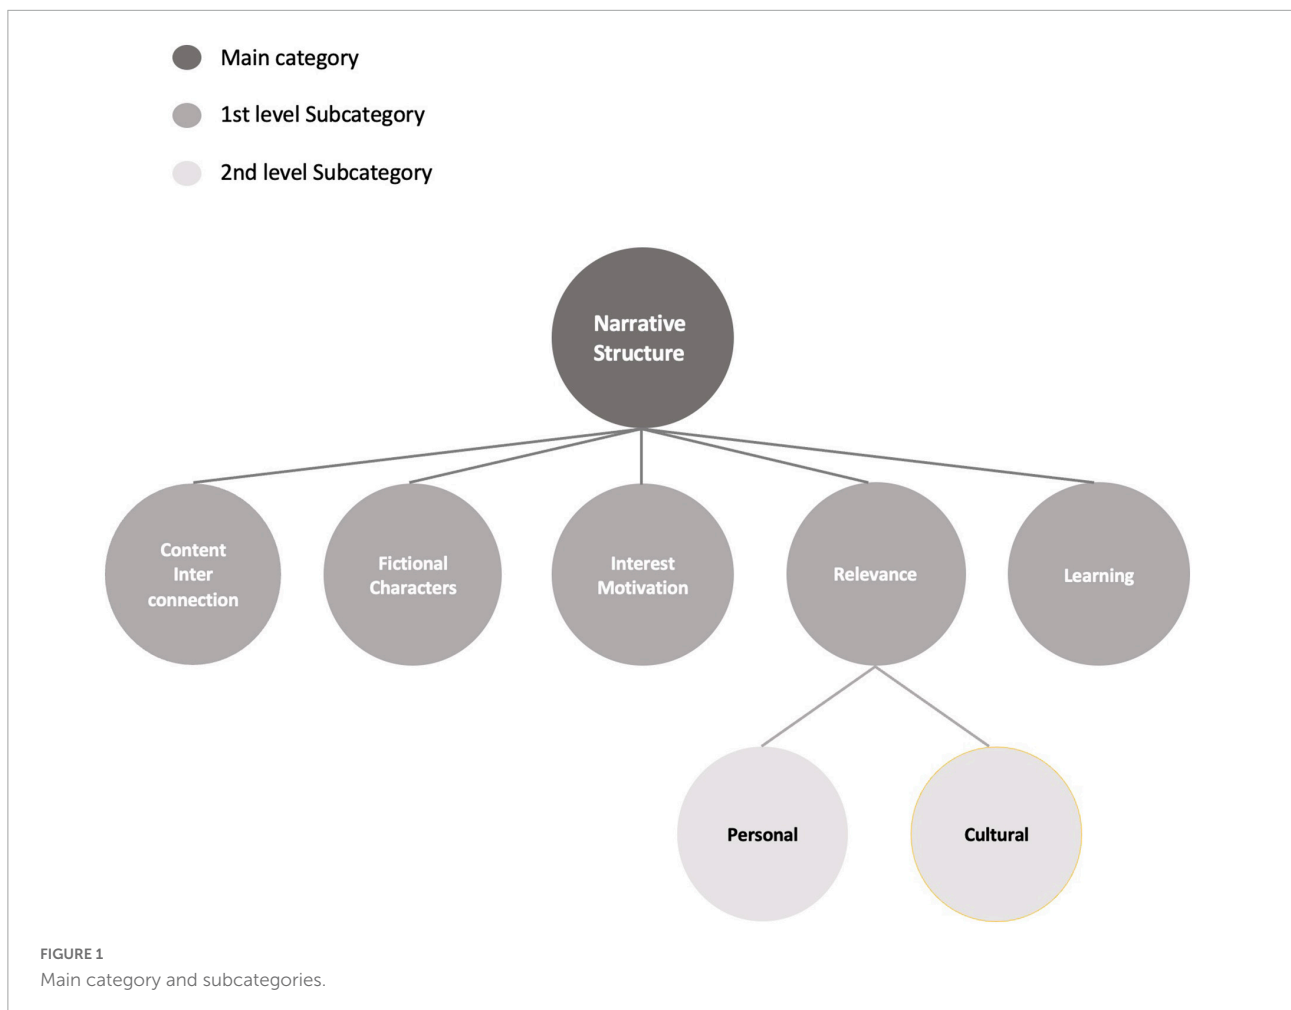 Main category
1st level Subcategory
2nd level Subcategory
Narrative
Structure
Content
Inter
connection
Fictional
Characters
Interest
Motivation
Relevance
Learning
Personal
Cultural
FIGURE 1
Main category and subcategories.